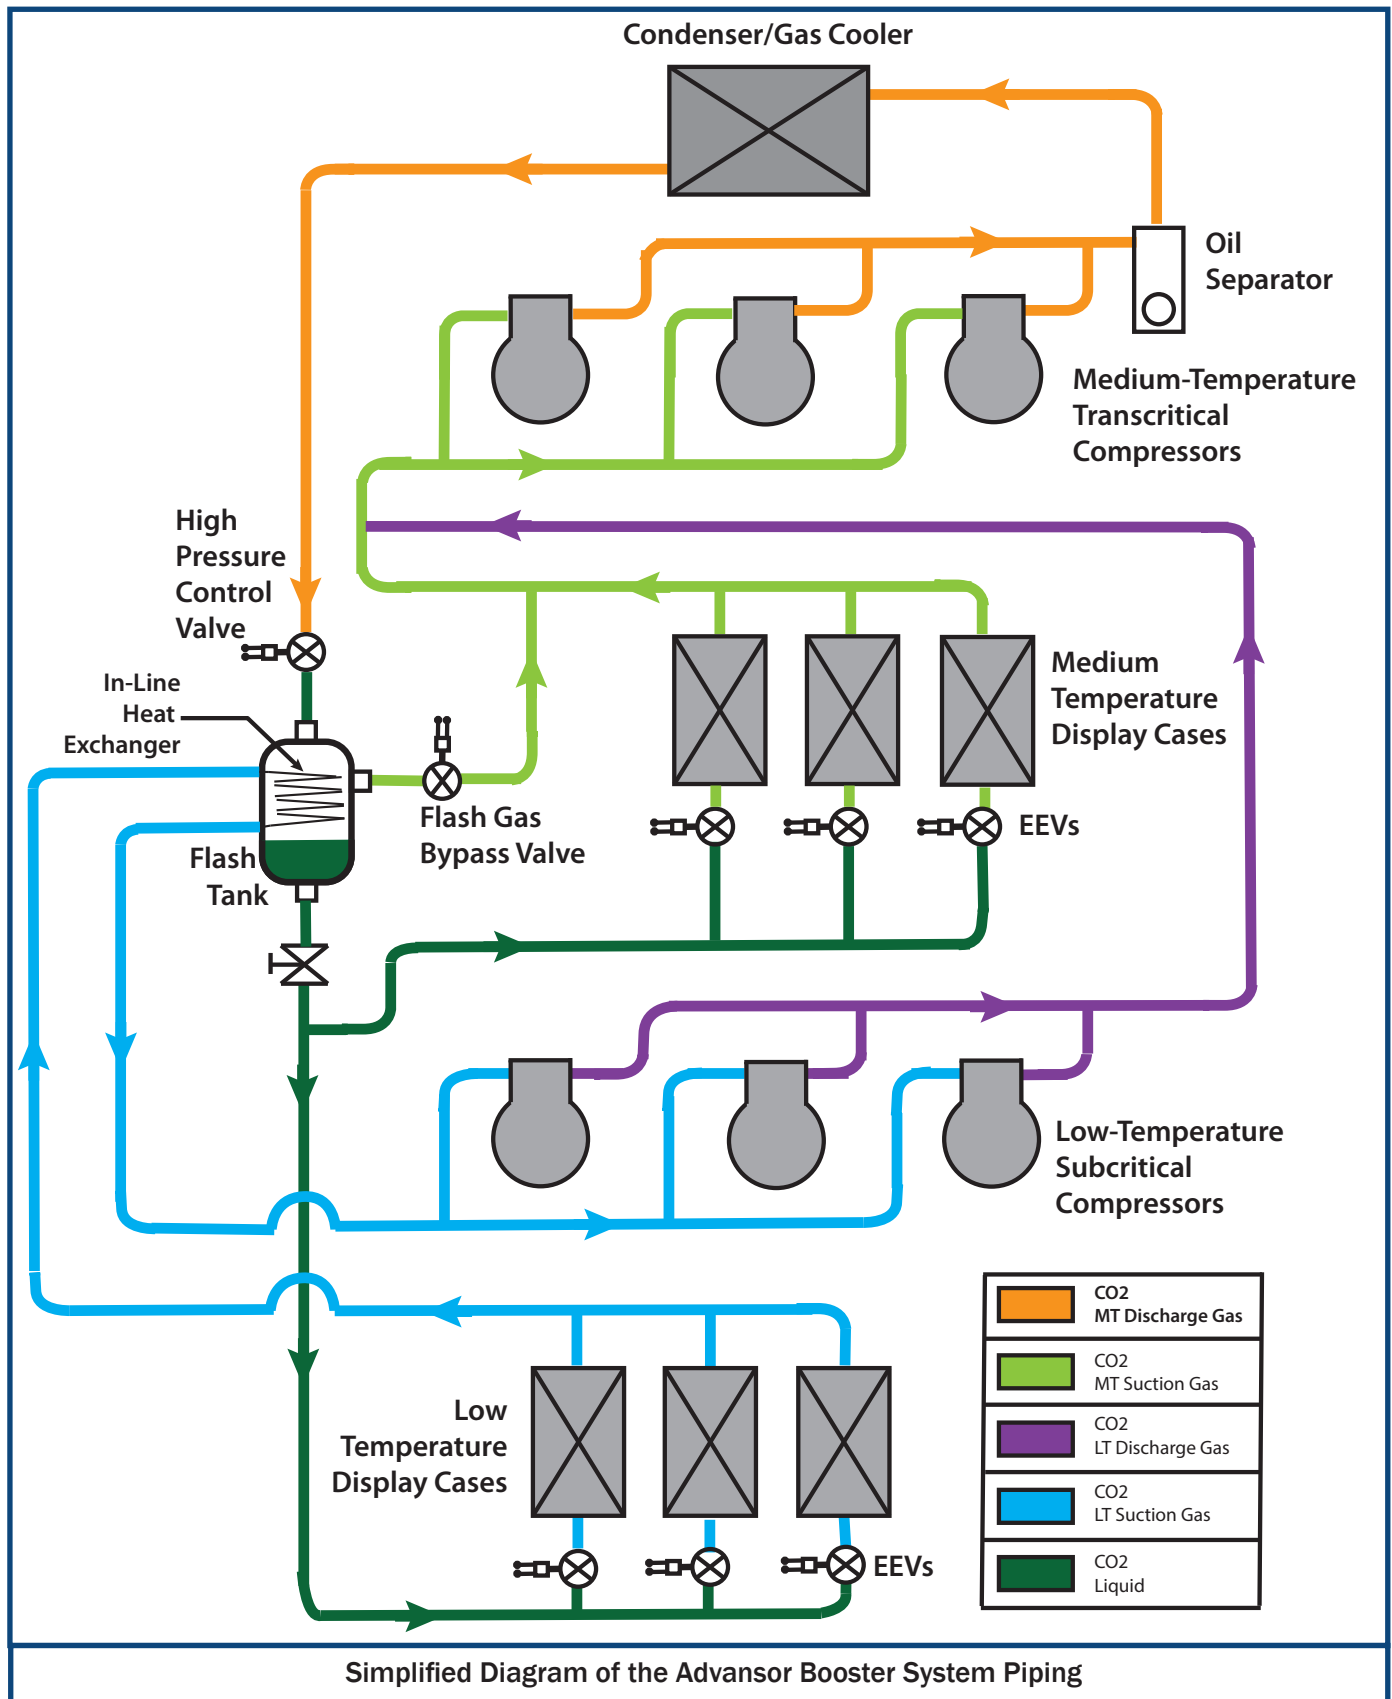 Condenser/Gas Cooler
Oil
Separator
Medium-Temperature
Transcritical
Compressors
High
Pressure
Control
Valve
In-Line
Heat
Exchanger
Medium
Temperature
Display Cases
Flash Gas
Bypass Valve
EEVs
Flash
Tank
Low-Temperature
Subcritical
Compressors
Low
Temperature
Display Cases
EEVs
CO2
MT Discharge Gas
CO2
MT Suction Gas
CO2
LT Discharge Gas
CO2
LT Suction Gas
CO2
Liquid
Simplified Diagram of the Advansor Booster System Piping